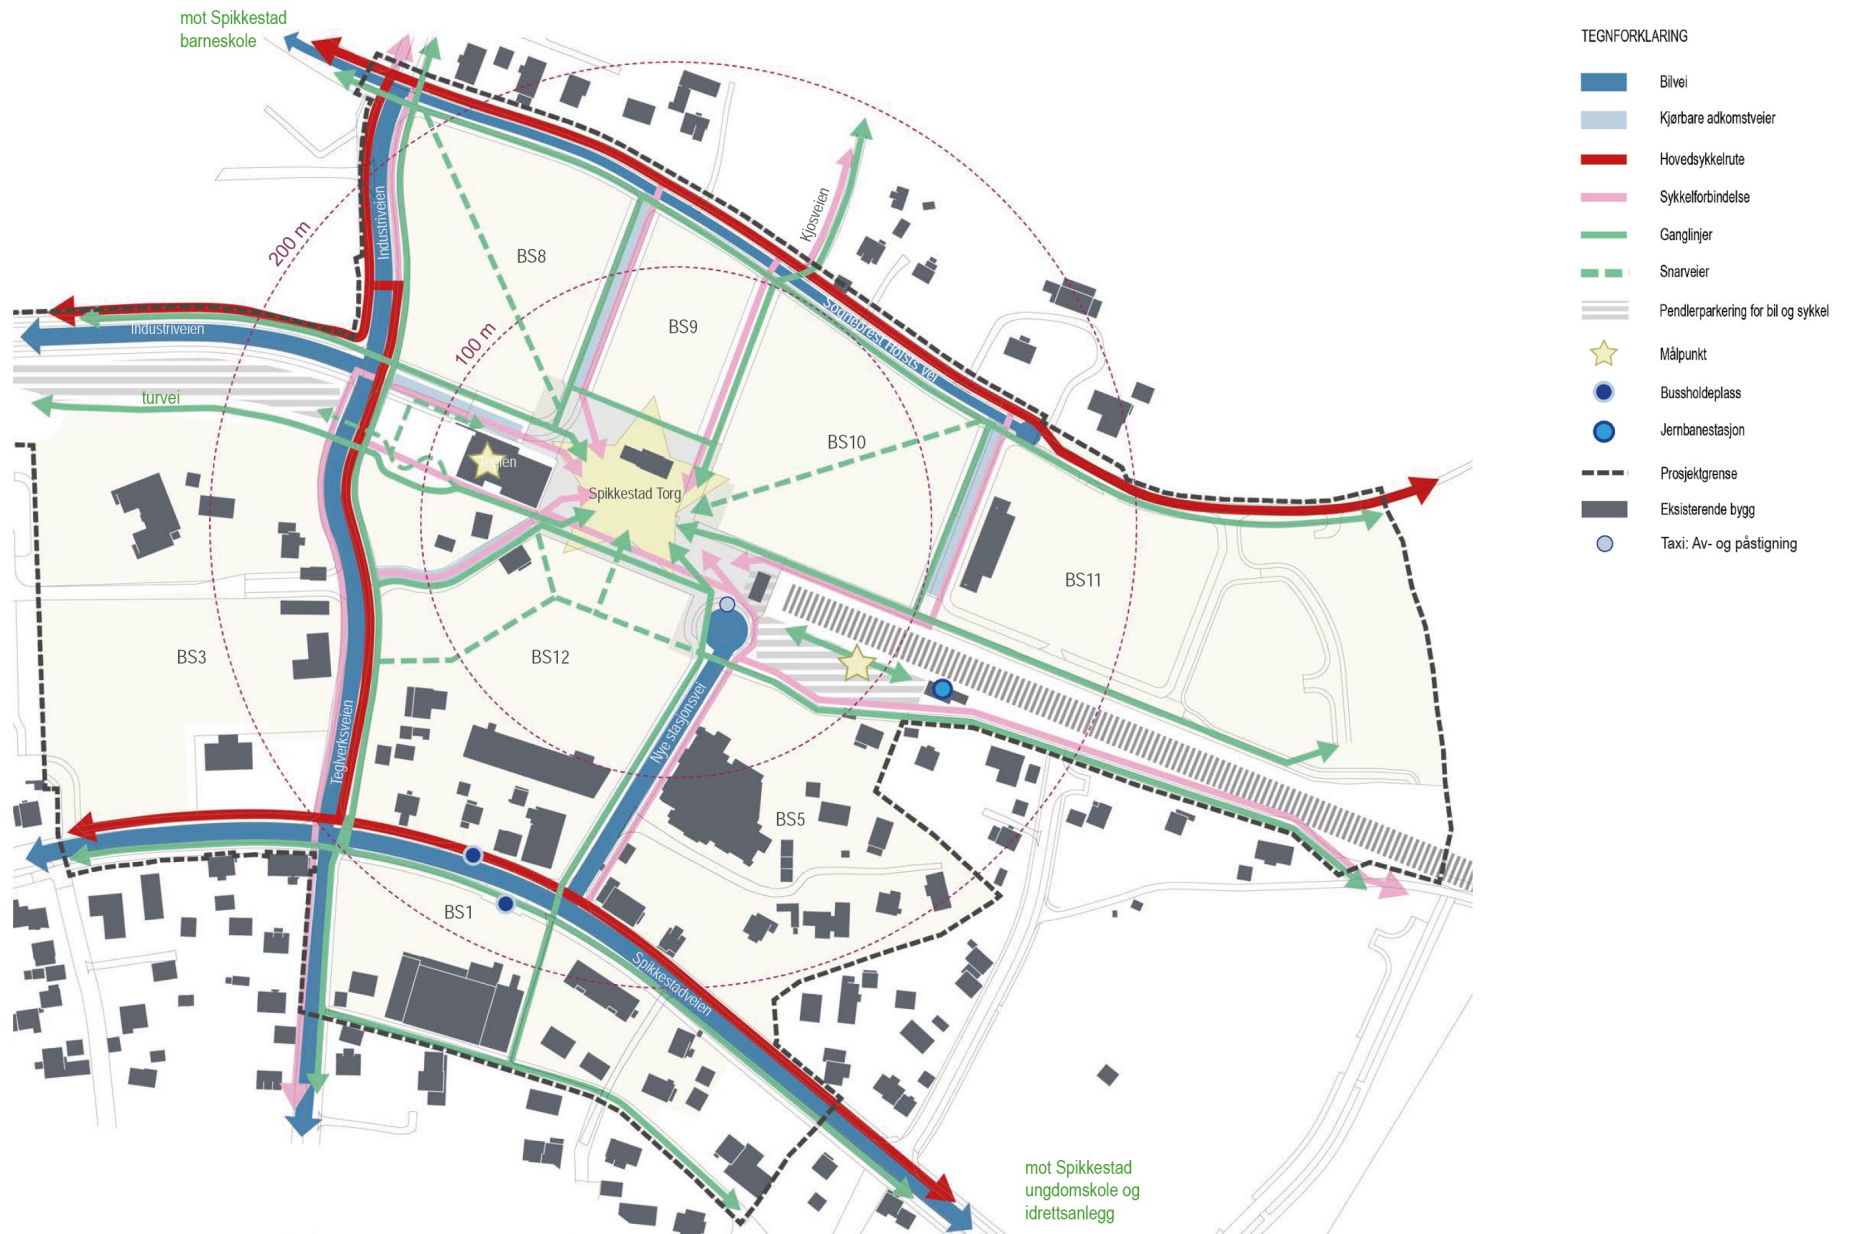 mot Spikkestad
barneskole
TEGNFORKLARING
Bilvei
Kjørbare adkomstveier
Hovedsykkelrute
Sykkelforbindelse
Ganglinjer
Snarveier
Pendlerparkering for bil og sykkel
Målpunkt
Bussholdeplass
Jernbanestasjon
Prosjektgrense
Eksisterende bygg
Taxi: Av- og påstigning
Industriveien
200 m
Kjosveien
BS8
BS9
Industriveien
100 m
Sogneprest Holsts vei
turvei
BS10
Teglen
Spikkestad Torg
BS11
BS3
BS12
Teglverksveien
Nye stasjonsvei
BS5
BS1
Spikkestadveien
mot Spikkestad
ungdomskole og
idrettsanlegg